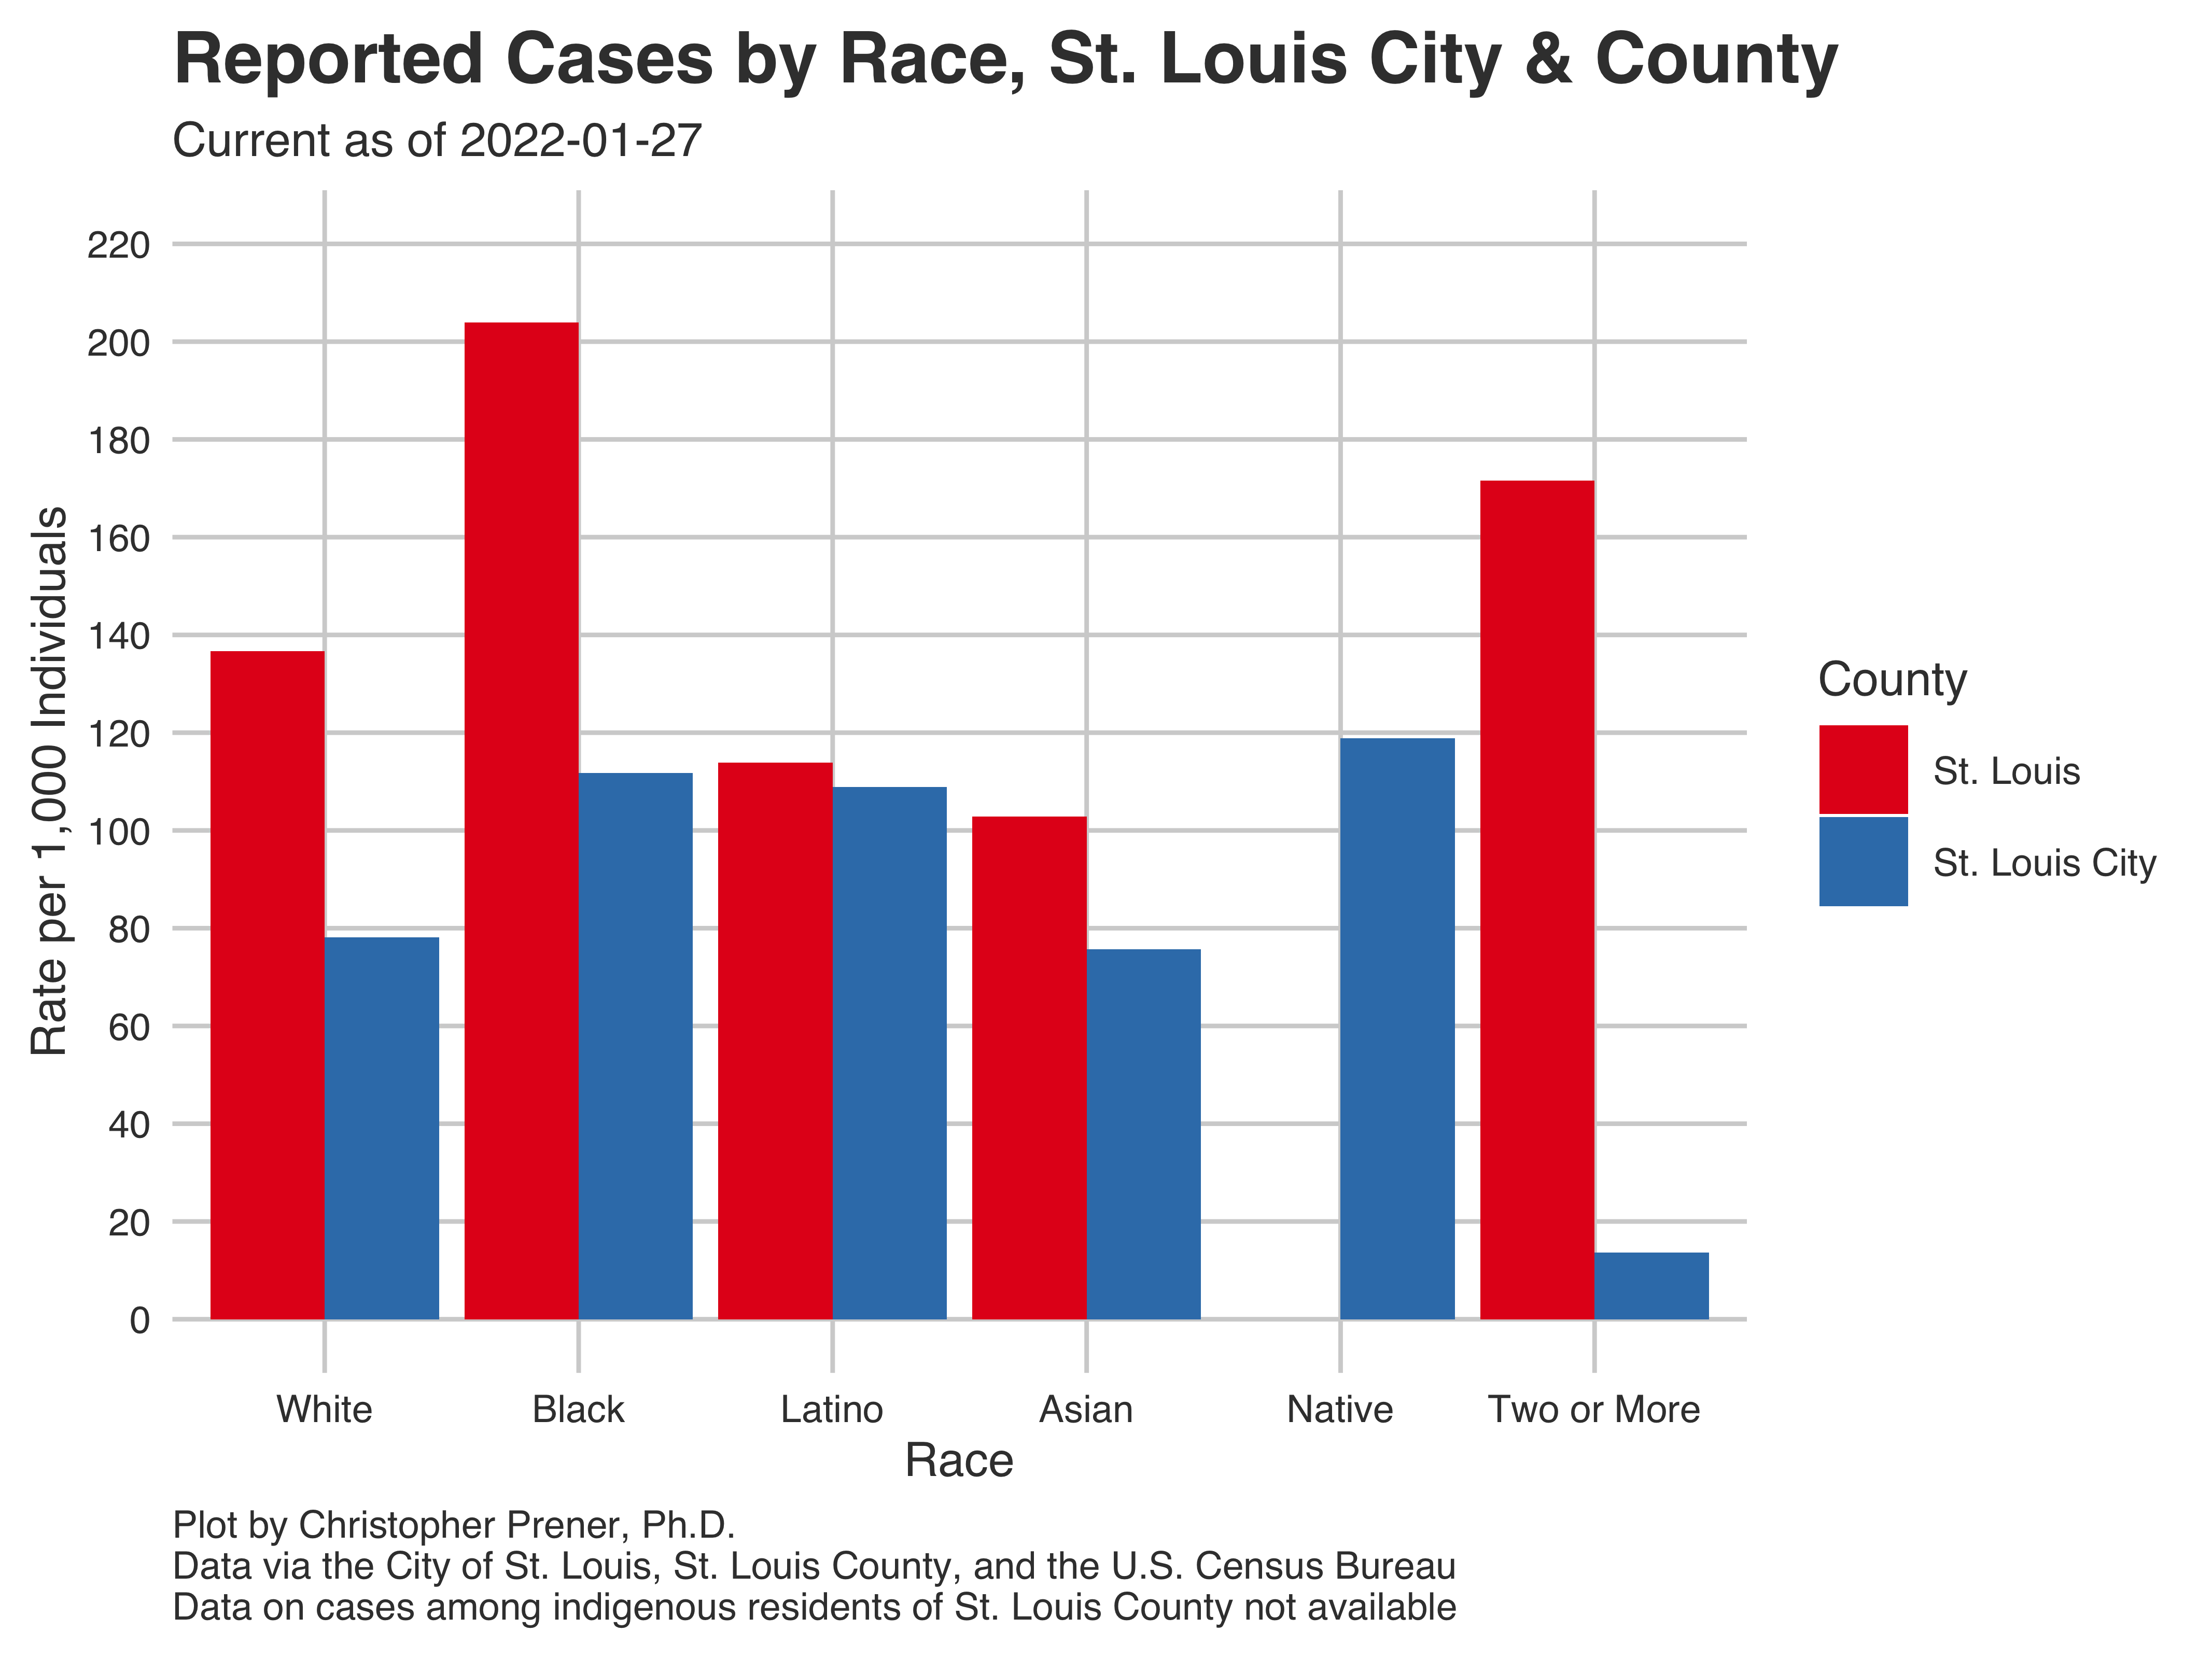 Reported Cases by Race, St. Louis City & County
Current as of 2022-01-27
Rate per 1,000 Individuals
220
200
180
160
140
120
100
80
60
40
20
0
White
Black
Latino
Asian
Native
Two or More
Race
County
St. Louis
St. Louis City
Plot by Christopher Prener, Ph.D.
Data via the City of St. Louis, St. Louis County, and the U.S. Census Bureau
Data on cases among indigenous residents of St. Louis County not available